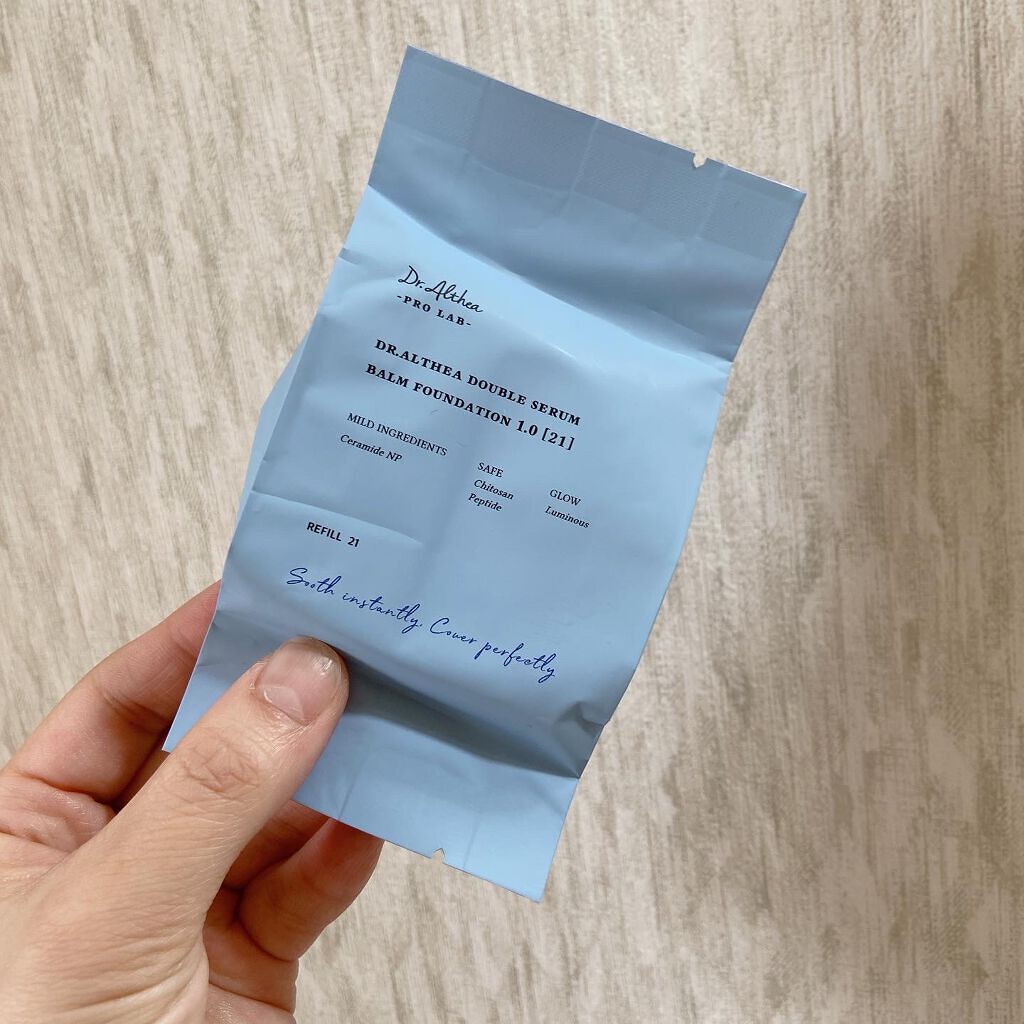 Dr.Althea
-PRO LAB-
DR.ALTHEA DOUBLE SERUM
BALM FOUNDATION 1.0 [21]
MILD INGREDIENTS
Ceramide NP
SAFE
Chitosan
Peptide
GLOW
Luminous
REFILL 21
Sooth instantly, Cover perfectly